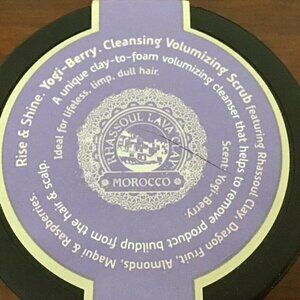 Rise & Shine Yogi-Berry. Cleansing Volumizing Scrub featuring Rhassoul Clay, Dragon Fruit, Almonds, Maqui & Raspberries.
A unique clay-to-foam volumizing cleanser that helps to remove product buildup from the hair & scalp.
Ideal for lifeless, limp, dull hair.
Scent: Yogi-Berry
RHASSOUL LAVA CLAY
MOROCCO